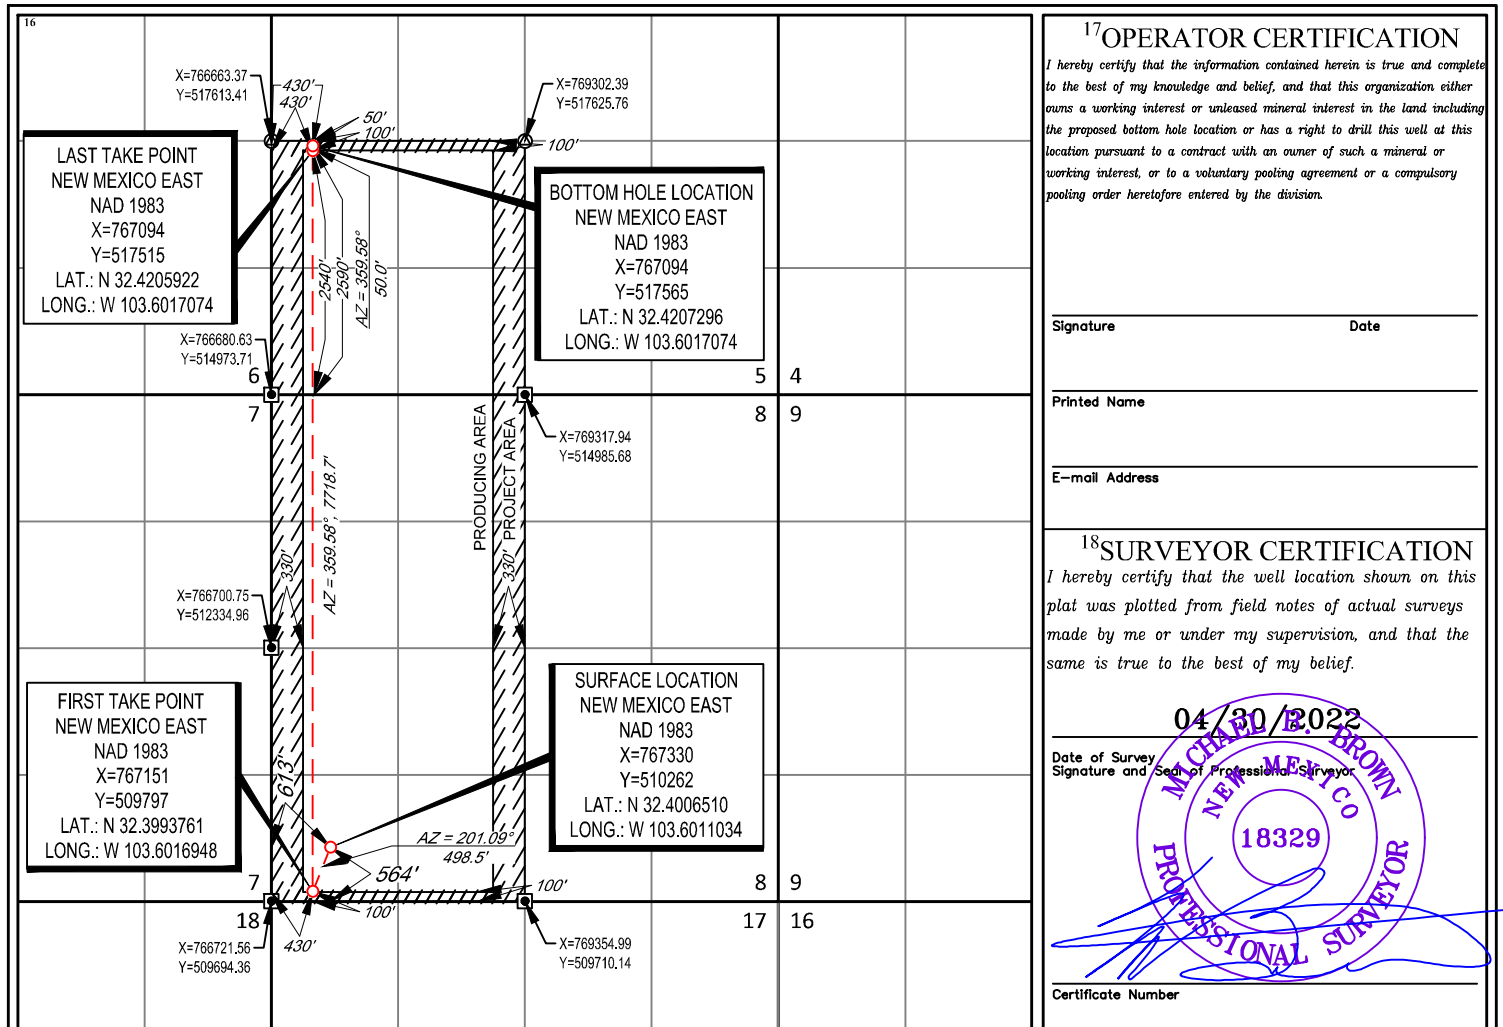 16
X=766663.37
Y=517613.41
430'
430'
50'
100'
X=769302.39
Y=517625.76
100'
LAST TAKE POINT
NEW MEXICO EAST
NAD 1983
X=767094
Y=517515
LAT.: N 32.4205922
LONG.: W 103.6017074
BOTTOM HOLE LOCATION
NEW MEXICO EAST
NAD 1983
X=767094
Y=517565
LAT.: N 32.4207296
LONG.: W 103.6017074
2540'
2590'
AZ = 359.58°
50.0'
X=766680.63
Y=514973.71
6
5
4
7
8
9
X=769317.94
Y=514985.68
PRODUCING AREA
PROJECT AREA
AZ = 359.58°, 7718.7'
330'
330'
X=766700.75
Y=512334.96
FIRST TAKE POINT
NEW MEXICO EAST
NAD 1983
X=767151
Y=509797
LAT.: N 32.3993761
LONG.: W 103.6016948
SURFACE LOCATION
NEW MEXICO EAST
NAD 1983
X=767330
Y=510262
LAT.: N 32.4006510
LONG.: W 103.6011034
613'
AZ = 201.09°
498.5'
564'
100'
100'
430'
7
8
9
18
17
16
X=766721.56
Y=509694.36
X=769354.99
Y=509710.14
17 OPERATOR CERTIFICATION
I hereby certify that the information contained herein is true and complete
to the best of my knowledge and belief, and that this organization either
owns a working interest or unleased mineral interest in the land including
the proposed bottom hole location or has a right to drill this well at this
location pursuant to a contract with an owner of such a mineral or
working interest, or to a voluntary pooling agreement or a compulsory
pooling order heretofore entered by the division.
Signature Date
Printed Name
E-mail Address
18 SURVEYOR CERTIFICATION
I hereby certify that the well location shown on this
plat was plotted from field notes of actual surveys
made by me or under my supervision, and that the
same is true to the best of my belief.
04/30/2022
Date of Survey
Signature and Seal of Professional Surveyor
MICHAEL B. BROWN
NEW MEXICO
18329
PROFESSIONAL SURVEYOR
Certificate Number